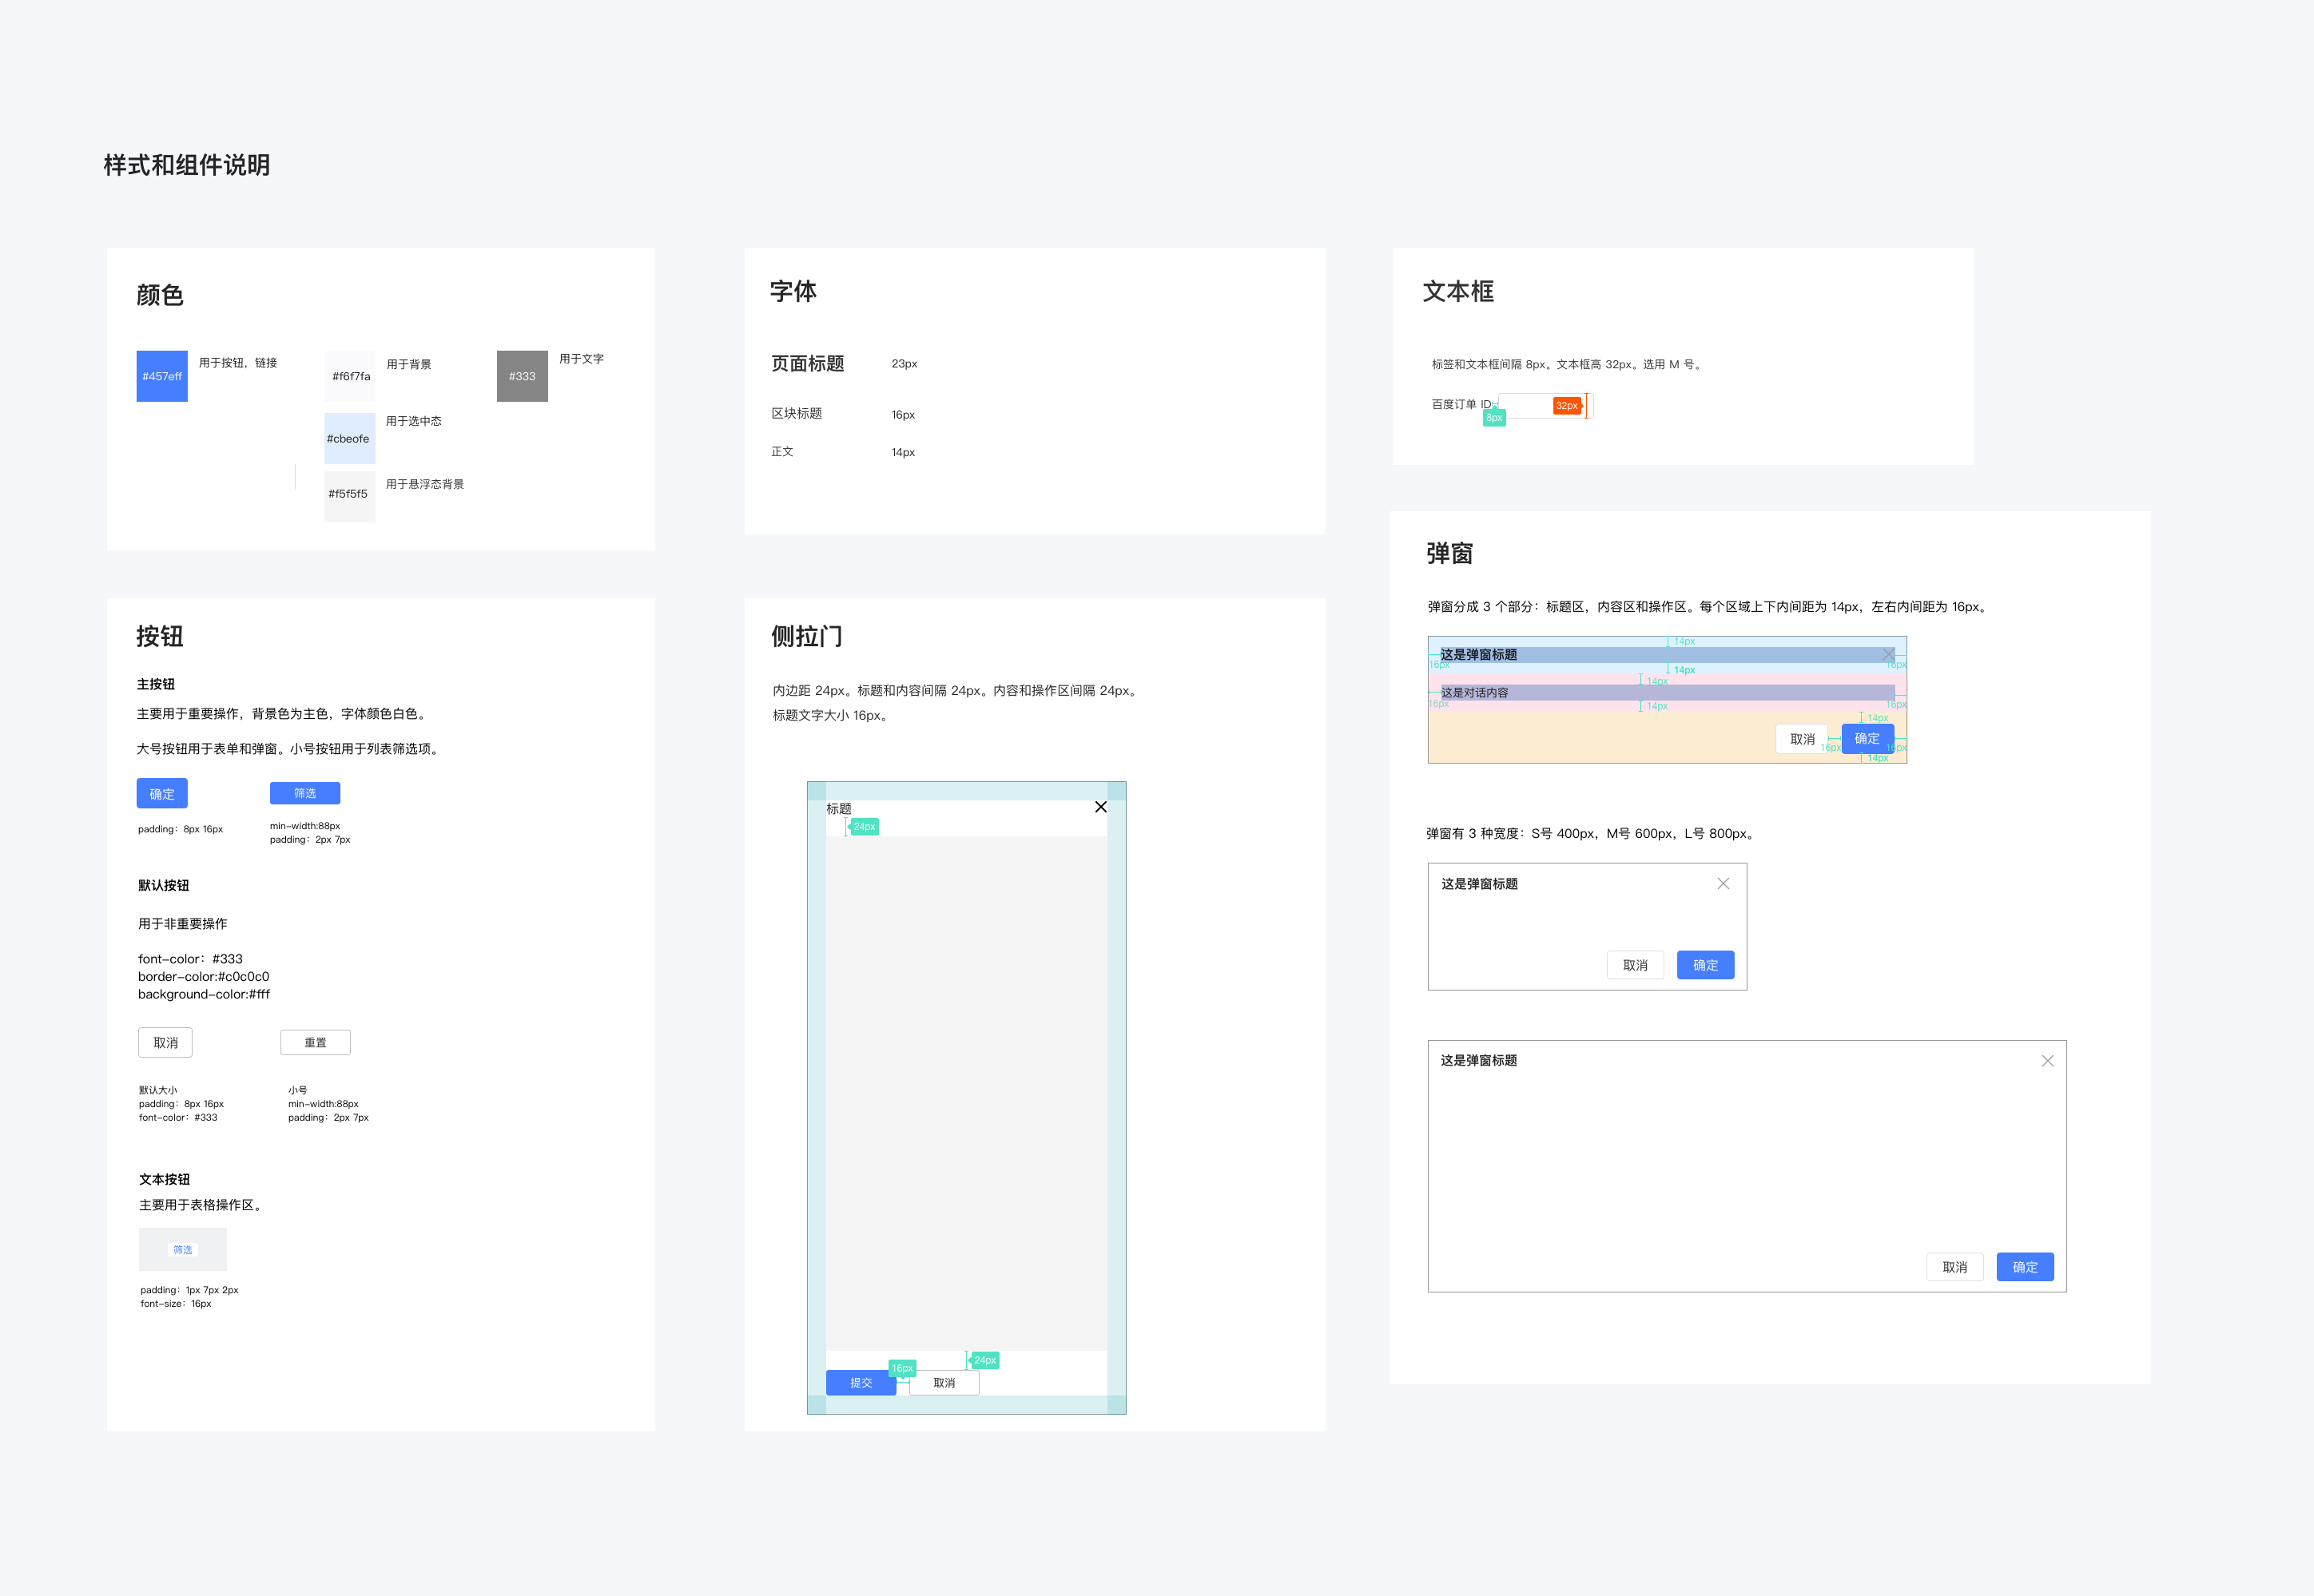 样式和组件说明
颜色
#457eff
用于按钮，链接
#f6f7fa
用于背景
#333
用于文字
#cbeofe
用于选中态
#f5f5f5
用于悬浮态背景
字体
页面标题
23px
区块标题
16px
正文
14px
文本框
标签和文本框间隔 8px。文本框高 32px。选用 M 号。
百度订单 ID:
8px
32px
按钮
主按钮
主要用于重要操作，背景色为主色，字体颜色白色。
大号按钮用于表单和弹窗。小号按钮用于列表筛选项。
确定
筛选
padding：8px 16px
min-width:88px
padding：2px 7px
默认按钮
用于非重要操作
font-color：#333
border-color:#c0c0c0
background-color:#fff
取消
重置
默认大小
padding：8px 16px
font-color：#333
小号
min-width:88px
padding：2px 7px
文本按钮
主要用于表格操作区。
筛选
padding：1px 7px 2px
font-size：16px
侧拉门
内边距 24px。标题和内容间隔 24px。内容和操作区间隔 24px。
标题文字大小 16px。
标题
24px
24px
16px
提交
取消
弹窗
弹窗分成 3 个部分：标题区，内容区和操作区。每个区域上下内间距为 14px，左右内间距为 16px。
14px
这是弹窗标题
16px
16px
14px
14px
这是对话内容
16px
16px
14px
14px
取消
确定
16px
16px
14px
弹窗有 3 种宽度：S号 400px，M号 600px，L号 800px。
这是弹窗标题
取消
确定
这是弹窗标题
取消
确定